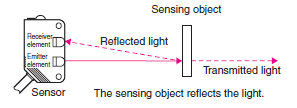 Sensing object
Receiver
element
Reflected light
Emitter
element
Transmitted light
Sensor
The sensing object reflects the light.